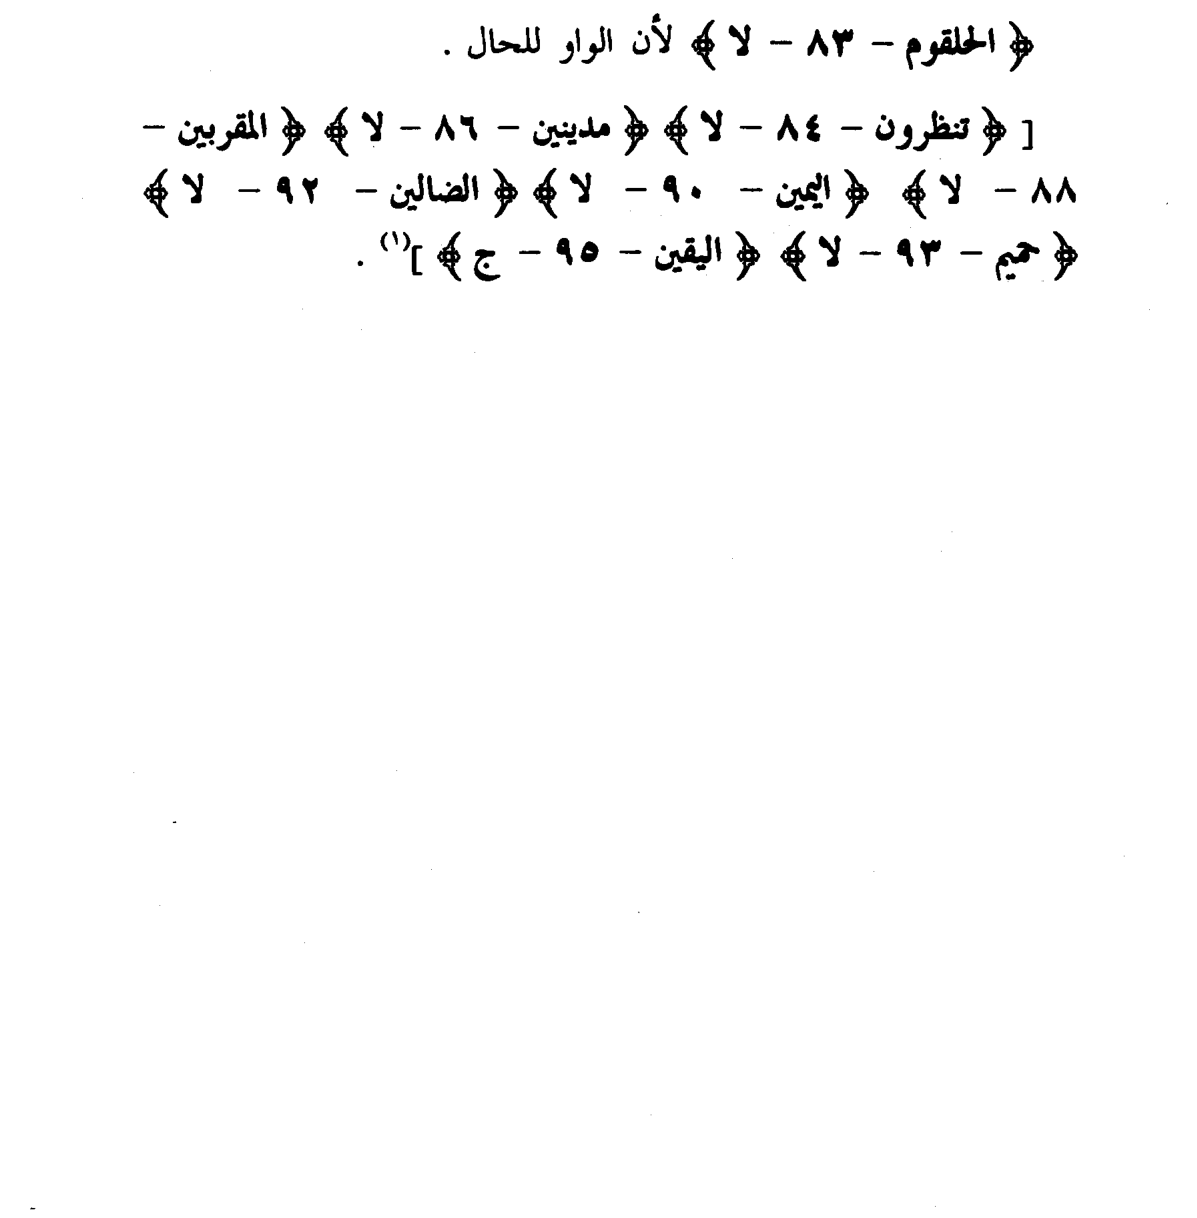 ﴿ الحلقوم – ٨٣ – لا ﴾ لأن الواو للحال .
[ ﴿ تنظرون – ٨٤ – لا ﴾ ﴿ مدينين – ٨٦ – لا ﴾ ﴿ المقربين –
٨٨ – لا ﴾ ﴿ اليمين – ٩٠ – لا ﴾ ﴿ الضالين – ٩٢ – لا ﴾
﴿ حميم – ٩٣ – لا ﴾ ﴿ اليقين – ٩٥ – ج ﴾ ](١) .